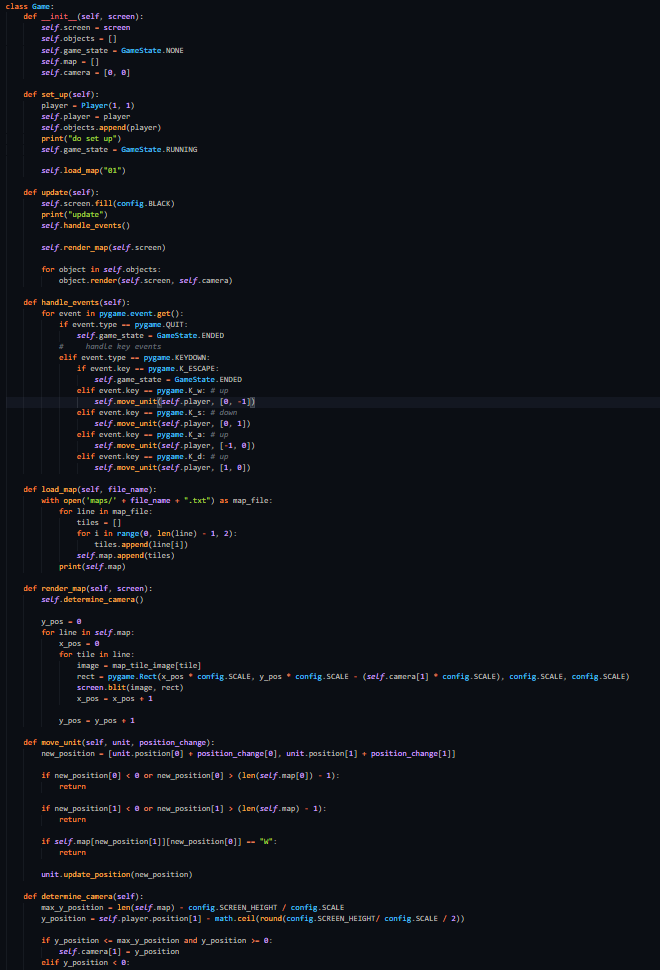 class Game:
    def __init__(self, screen):
        self.screen = screen
        self.objects = []
        self.game_state = GameState.NONE
        self.map = []
        self.camera = [0, 0]

    def set_up(self):
        player = Player(1, 1)
        self.player = player
        self.objects.append(player)
        print("do set up")
        self.game_state = GameState.RUNNING

        self.load_map("01")

    def update(self):
        self.screen.fill(config.BLACK)
        print("update")
        self.handle_events()

        self.render_map(self.screen)

        for object in self.objects:
            object.render(self.screen, self.camera)

    def handle_events(self):
        for event in pygame.event.get():
            if event.type == pygame.QUIT:
                self.game_state = GameState.ENDED
            #     handle key events
            elif event.type == pygame.KEYDOWN:
                if event.key == pygame.K_ESCAPE:
                    self.game_state = GameState.ENDED
                elif event.key == pygame.K_w: # up
                    self.move_unit(self.player, [0, -1])
                elif event.key == pygame.K_s: # down
                    self.move_unit(self.player, [0, 1])
                elif event.key == pygame.K_a: # up
                    self.move_unit(self.player, [-1, 0])
                elif event.key == pygame.K_d: # up
                    self.move_unit(self.player, [1, 0])

    def load_map(self, file_name):
        with open('maps/' + file_name + ".txt") as map_file:
            for line in map_file:
                tiles = []
                for i in range(0, len(line) - 1, 2):
                    tiles.append(line[i])
                self.map.append(tiles)
            print(self.map)

    def render_map(self, screen):
        self.determine_camera()

        y_pos = 0
        for line in self.map:
            x_pos = 0
            for tile in line:
                image = map_tile_image[tile]
                rect = pygame.Rect(x_pos * config.SCALE, y_pos * config.SCALE - (self.camera[1] * config.SCALE), config.SCALE, config.SCALE)
                screen.blit(image, rect)
                x_pos = x_pos + 1

            y_pos = y_pos + 1

    def move_unit(self, unit, position_change):
        new_position = [unit.position[0] + position_change[0], unit.position[1] + position_change[1]]

        if new_position[0] < 0 or new_position[0] > (len(self.map[0]) - 1):
            return

        if new_position[1] < 0 or new_position[1] > (len(self.map) - 1):
            return

        if self.map[new_position[1]][new_position[0]] == "W":
            return

        unit.update_position(new_position)

    def determine_camera(self):
        max_y_position = len(self.map) - config.SCREEN_HEIGHT / config.SCALE
        y_position = self.player.position[1] - math.ceil(round(config.SCREEN_HEIGHT/ config.SCALE / 2))

        if y_position <= max_y_position and y_position >= 0:
            self.camera[1] = y_position
        elif y_position < 0: